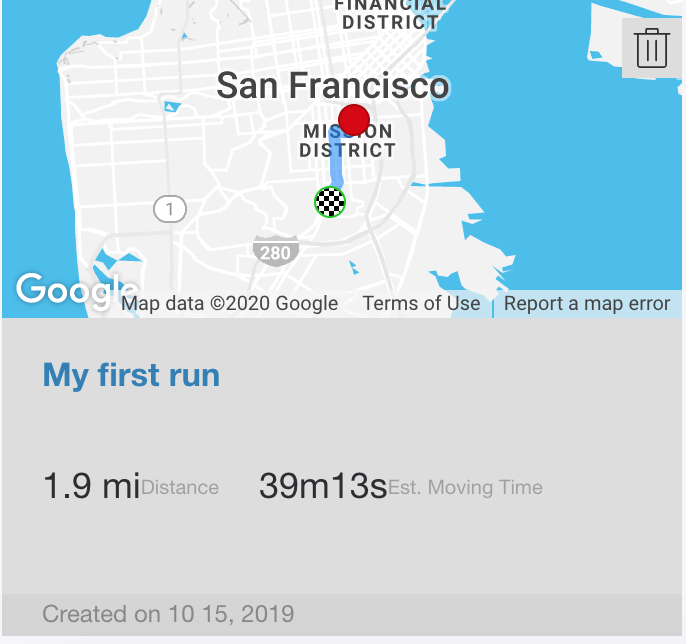 FINANCIAL
DISTRICT
San Francisco
MISSION
DISTRICT
1
280
Google
Map data ©2020 Google Terms of Use Report a map error
My first run
1.9 mi Distance 39m13s Est. Moving Time
Created on 10 15, 2019